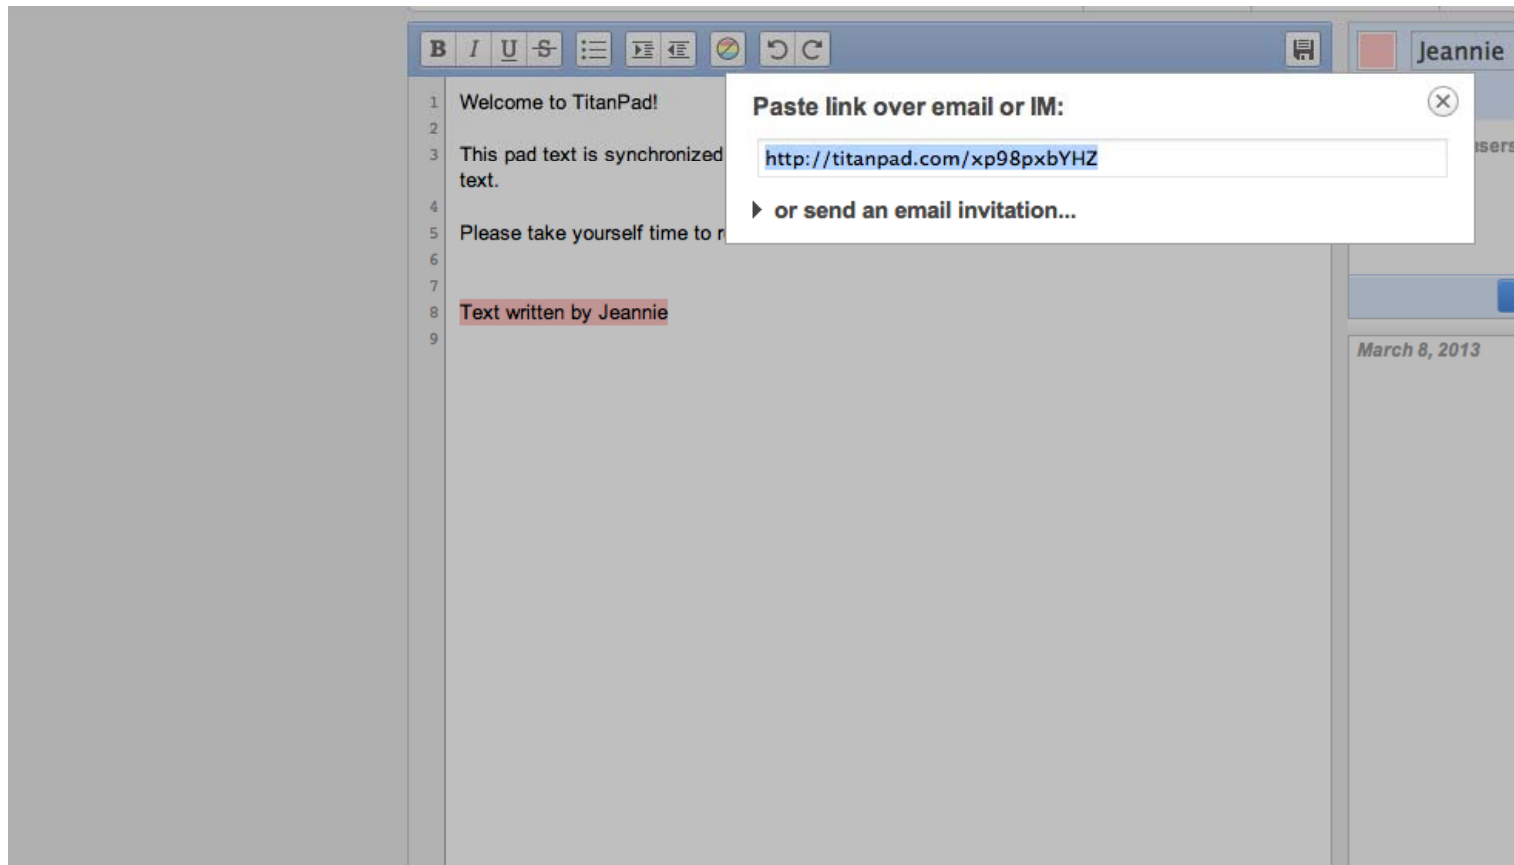 B I U S
Jeannie
1 Welcome to TitanPad!
2
3 This pad text is synchronized
text.
4
5 Please take yourself time to
6
7
8 Text written by Jeannie
9
Paste link over email or IM:
http://titanpad.com/xp98pxbYHZ
or send an email invitation...
March 8, 2013